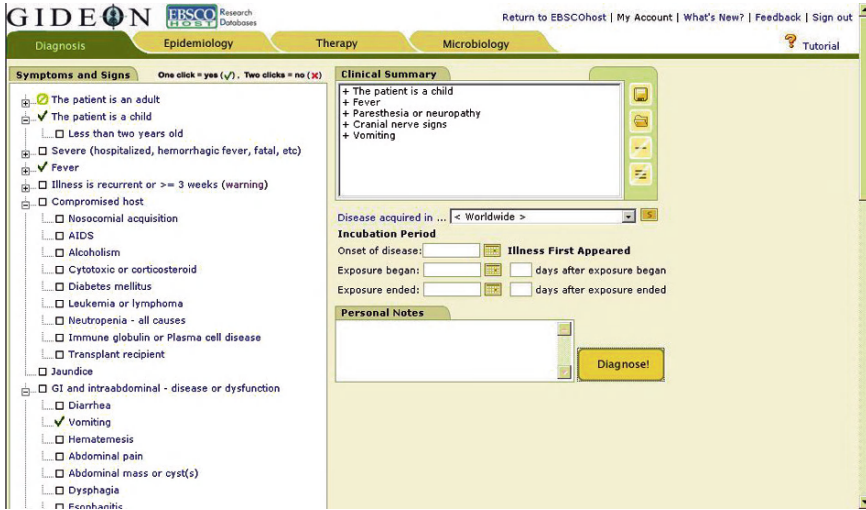 GIDEON
EBSCO
HOST
Research
Databases
Return to EBSCOhost | My Account | What's New? | Feedback | Sign out
Diagnosis
Epidemiology
Therapy
Microbiology
Tutorial
Symptoms and Signs
One click = yes (√) , Two clicks = no (X)
The patient is an adult
The patient is a child
Less than two years old
Severe (hospitalized, hemorrhagic fever, fatal, etc)
Fever
Illness is recurrent or >= 3 weeks (warning)
Compromised host
Nosocomial acquisition
AIDS
Alcoholism
Cytotoxic or corticosteroid
Diabetes mellitus
Leukemia or lymphoma
Neutropenia - all causes
Immune globulin or Plasma cell disease
Transplant recipient
Jaundice
GI and intraabdominal - disease or dysfunction
Diarrhea
Vomiting
Hematemesis
Abdominal pain
Abdominal mass or cyst(s)
Dysphagia
Esophagitis
Clinical Summary
+ The patient is a child
+ Fever
+ Paresthesia or neuropathy
+ Cranial nerve signs
+ Vomiting
Disease acquired in ... < Worldwide > S
Incubation Period
Onset of disease: Illness First Appeared
Exposure began: days after exposure began
Exposure ended: days after exposure ended
Personal Notes
Diagnose!